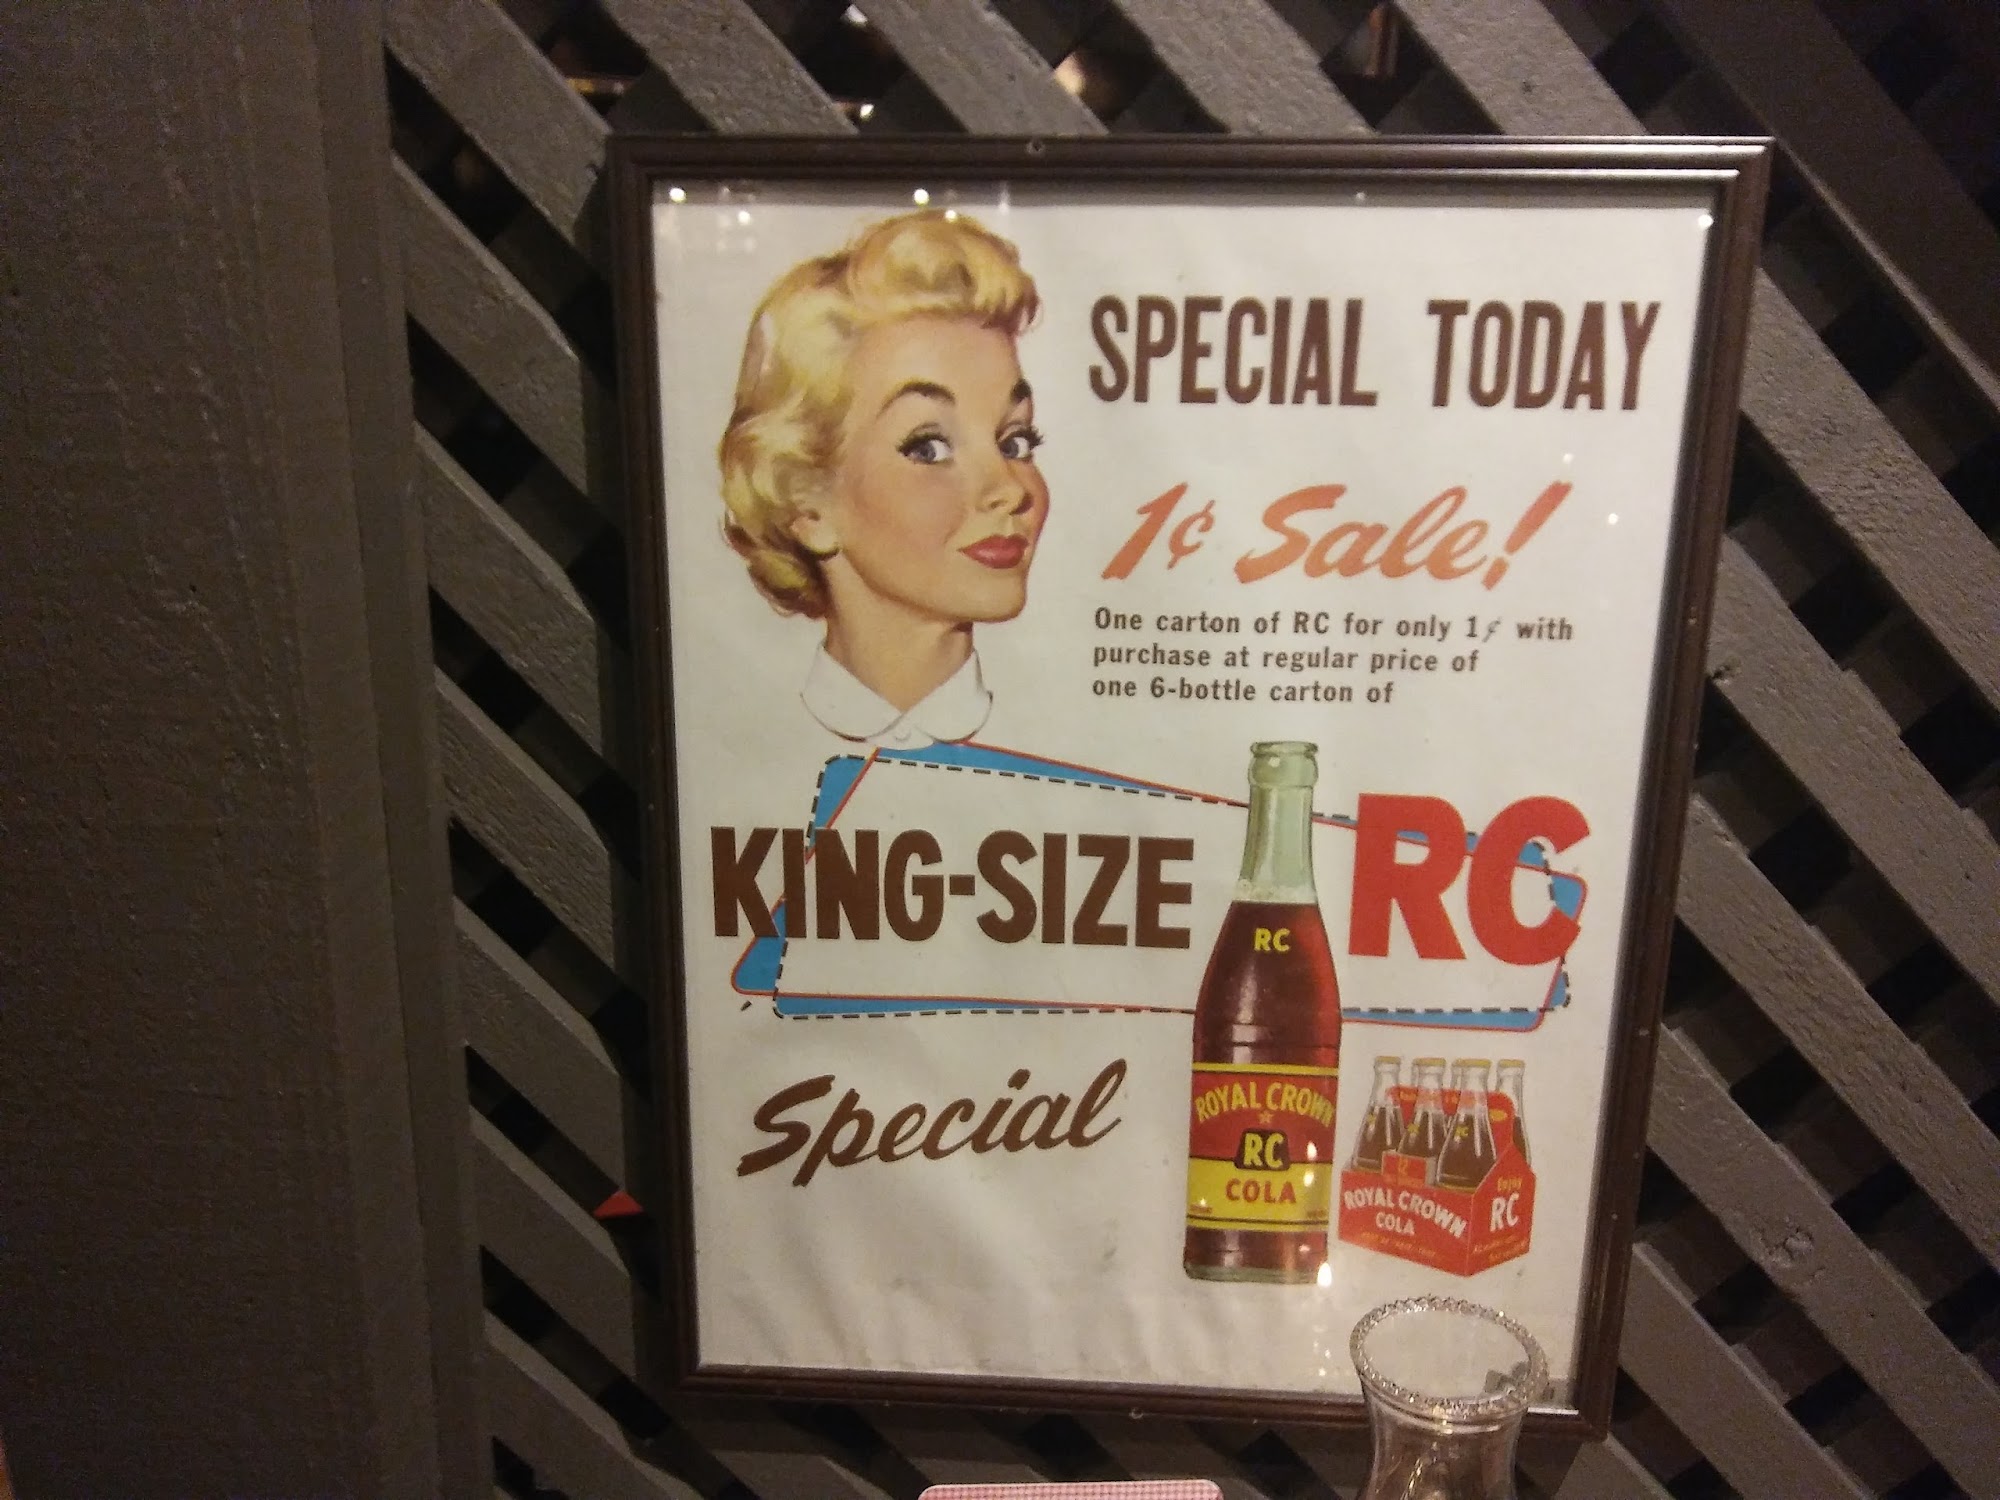 SPECIAL TODAY
1¢ Sale!
One carton of RC for only 1¢ with
purchase at regular price of
one 6-bottle carton of
KING-SIZE RC
Special
RC
ROYAL CROWN
RC
COLA
ROYAL CROWN
COLA
Enjoy
RC